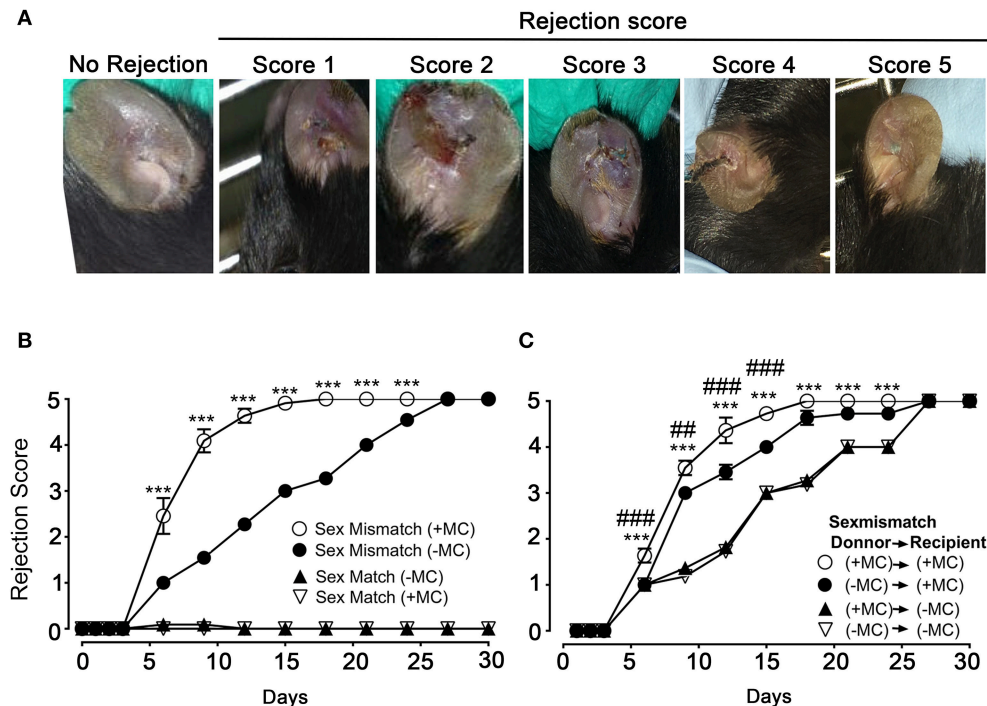 A
Rejection score
No Rejection
Score 1
Score 2
Score 3
Score 4
Score 5
B
Rejection Score
5
4
3
2
1
0
***
***
***
***
***
***
***
Sex Mismatch (+MC)
Sex Mismatch (-MC)
Sex Match (-MC)
Sex Match (+MC)
0 5 10 15 20 25 30
Days
C
5
4
3
2
1
0
###
***
##
***
###
***
###
***
***
***
***
Sexmismatch
Donnor→Recipient
(+MC)→(+MC)
(-MC)→(+MC)
(+MC)→(-MC)
(-MC)→(-MC)
0 5 10 15 20 25 30
Days